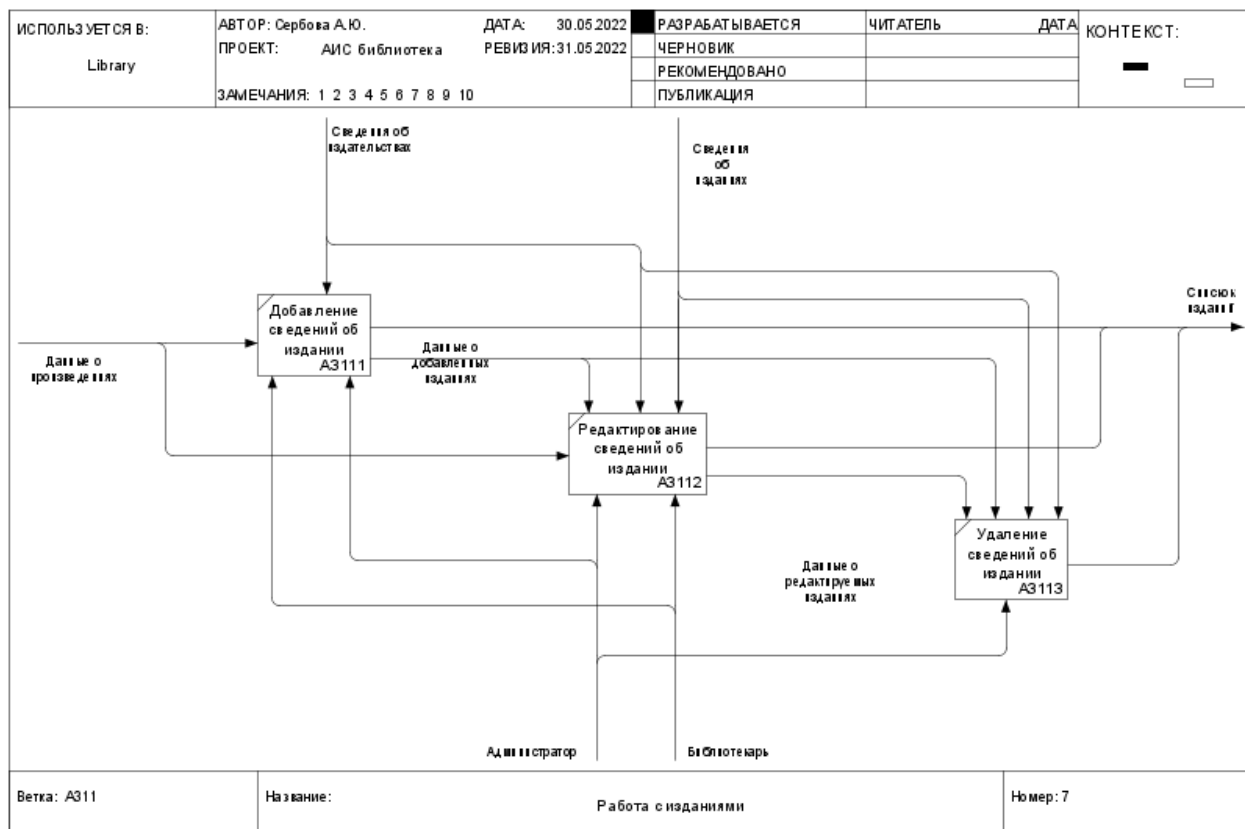 ИСПОЛЬЗУЕТСЯ В:
Library
АВТОР: Сербова А.Ю.
ДАТА: 30.05.2022
ПРОЕКТ: АИС библиотека
РЕВИЗИЯ: 31.05.2022
ЗАМЕЧАНИЯ: 1 2 3 4 5 6 7 8 9 10
РАЗРАБАТЫВАЕТСЯ
ЧЕРНОВИК
РЕКОМЕНДОВАНО
ПУБЛИКАЦИЯ
ЧИТАТЕЛЬ
ДАТА
КОНТЕКСТ:
Сведения об
издательствах
Сведения
об
изданиях
Добавление
сведений об
издании
А3111
Список
изданий
Данные о
произведениях
Данные о
добавленных
изданиях
Редактирование
сведений об
издании
А3112
Удаление
сведений об
издании
А3113
Данные о
редактируемых
изданиях
Администратор
Библиотекарь
Ветка: А311
Название:
Работа с изданиями
Номер: 7